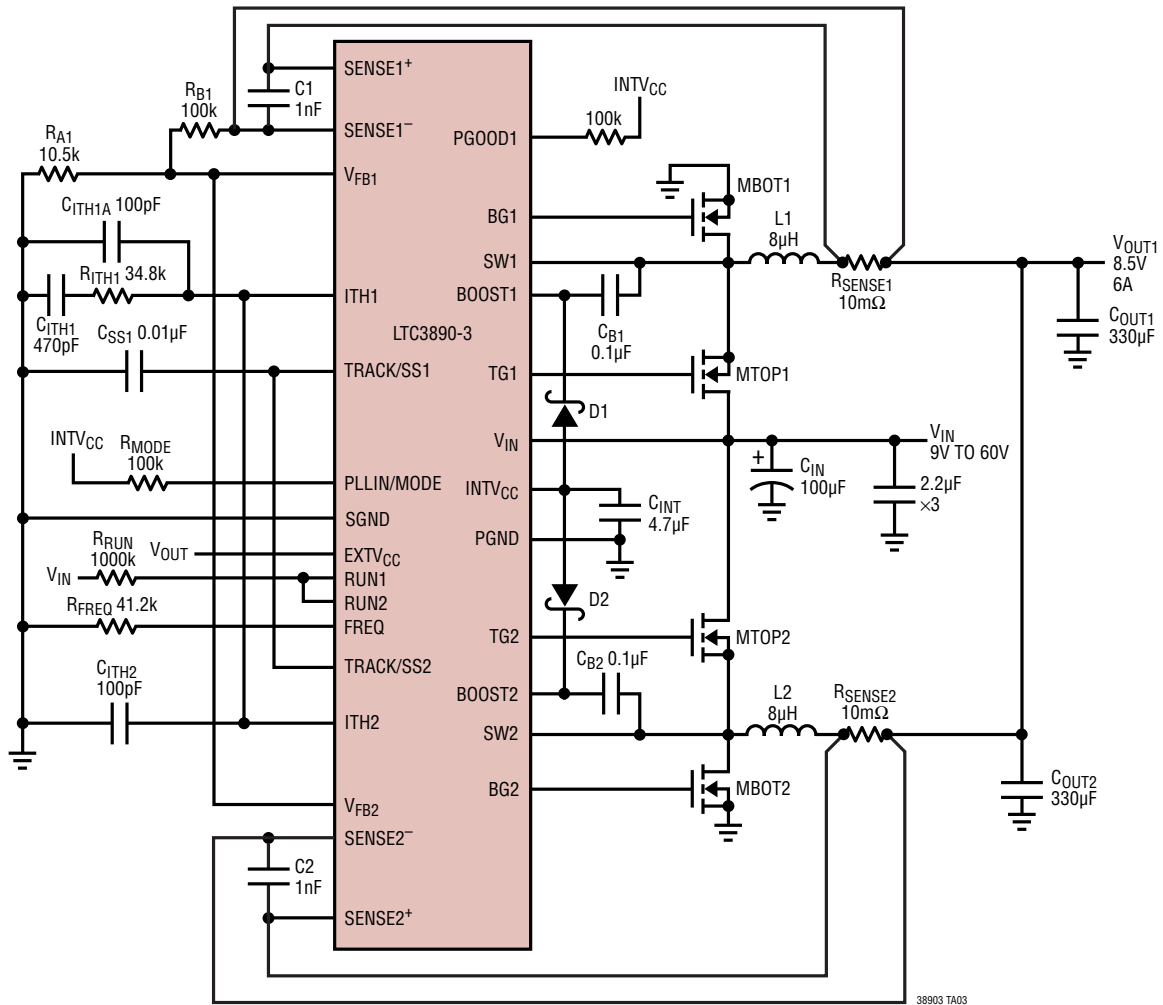 SENSE1+
C1
1nF
RB1
100k
SENSE1−
INTVCC
100k
PGOOD1
RA1
10.5k
VFB1
MBOT1
CITH1A 100pF
BG1
L1
8µH
VOUT1
8.5V
6A
SW1
RITH1 34.8k
RSENSE1
10mΩ
ITH1
BOOST1
CITH1
470pF
CB1
0.1µF
COUT1
330µF
LTC3890-3
CSS1 0.01µF
TRACK/SS1
TG1
MTOP1
D1
INTVCC
RMODE
100k
VIN
VIN
9V TO 60V
+
CIN
100µF
2.2µF
×3
PLLIN/MODE
INTVCC
CINT
4.7µF
SGND
PGND
VOUT
EXTVCC
RRUN
1000k
VIN
RUN1
RUN2
D2
RFREQ 41.2k
FREQ
TG2
MTOP2
TRACK/SS2
CB2 0.1µF
CITH2
100pF
BOOST2
L2
8µH
RSENSE2
10mΩ
ITH2
SW2
BG2
MBOT2
COUT2
330µF
VFB2
SENSE2−
C2
1nF
SENSE2+
38903 TA03